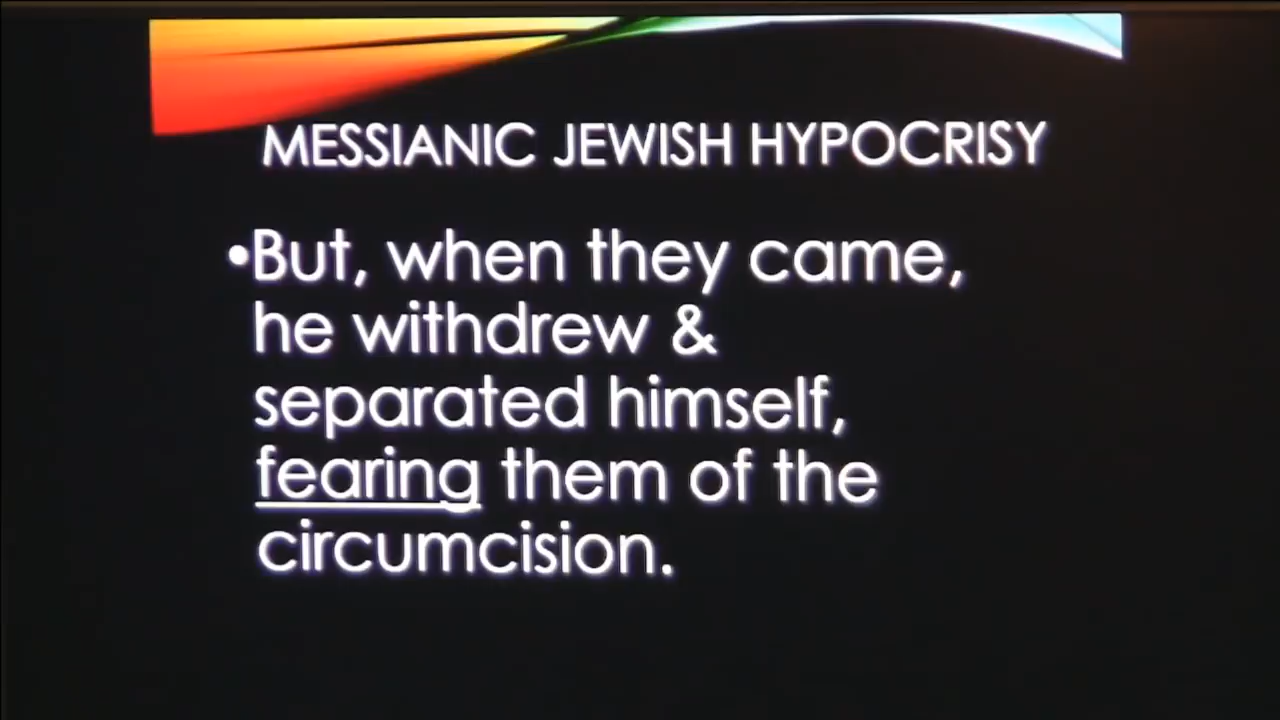 MESSIANIC JEWISH HYPOCRISY
•But, when they came,
he withdrew &
separated himself,
fearing them of the
circumcision.